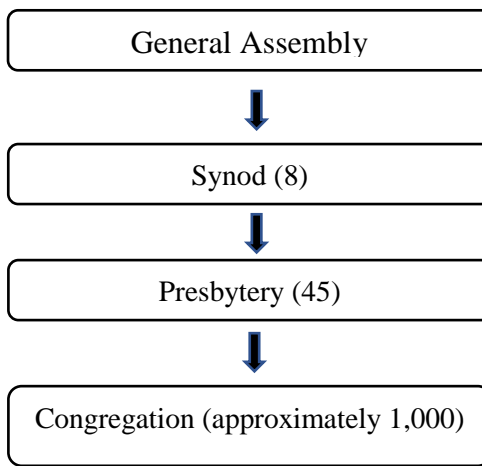 General Assembly
Synod (8)
Presbytery (45)
Congregation (approximately 1,000)